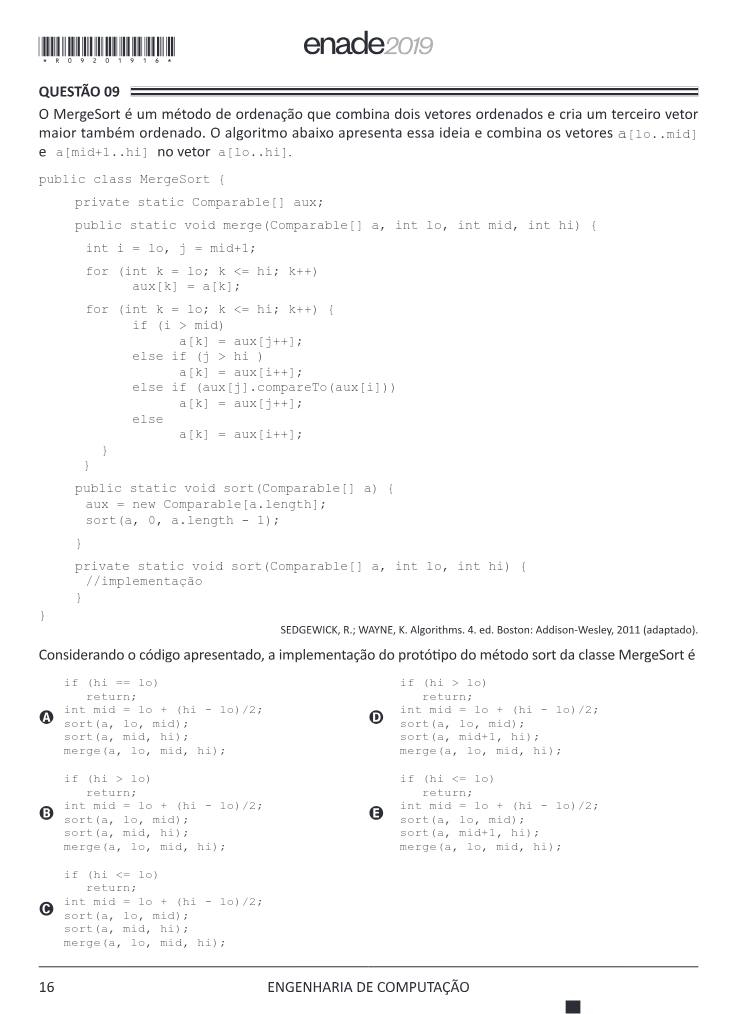 * R 0 9 2 0 1 9 1 6 *
enade2019
QUESTÃO 09
O MergeSort é um método de ordenação que combina dois vetores ordenados e cria um terceiro vetor
maior também ordenado. O algoritmo abaixo apresenta essa ideia e combina os vetores a[lo..mid]
e a[mid+1..hi] no vetor a[lo..hi].
public class MergeSort {
private static Comparable[] aux;
public static void merge(Comparable[] a, int lo, int mid, int hi) {
int i = lo, j = mid+1;
for (int k = lo; k <= hi; k++)
aux[k] = a[k];
for (int k = lo; k <= hi; k++) {
if (i > mid)
a[k] = aux[j++];
else if (j > hi )
a[k] = aux[i++];
else if (aux[j].compareTo(aux[i]))
a[k] = aux[j++];
else
a[k] = aux[i++];
}
}
public static void sort(Comparable[] a) {
aux = new Comparable[a.length];
sort(a, 0, a.length - 1);
}
private static void sort(Comparable[] a, int lo, int hi) {
//implementação
}
}
SEDGEWICK, R.; WAYNE, K. Algorithms. 4. ed. Boston: Addison-Wesley, 2011 (adaptado).
Considerando o código apresentado, a implementação do protótipo do método sort da classe MergeSort é
A
if (hi == lo)
return;
int mid = lo + (hi - lo)/2;
sort(a, lo, mid);
sort(a, mid, hi);
merge(a, lo, mid, hi);
B
if (hi > lo)
return;
int mid = lo + (hi - lo)/2;
sort(a, lo, mid);
sort(a, mid, hi);
merge(a, lo, mid, hi);
C
if (hi <= lo)
return;
int mid = lo + (hi - lo)/2;
sort(a, lo, mid);
sort(a, mid, hi);
merge(a, lo, mid, hi);
D
if (hi > lo)
return;
int mid = lo + (hi - lo)/2;
sort(a, lo, mid);
sort(a, mid+1, hi);
merge(a, lo, mid, hi);
E
if (hi <= lo)
return;
int mid = lo + (hi - lo)/2;
sort(a, lo, mid);
sort(a, mid+1, hi);
merge(a, lo, mid, hi);
16
ENGENHARIA DE COMPUTAÇÃO